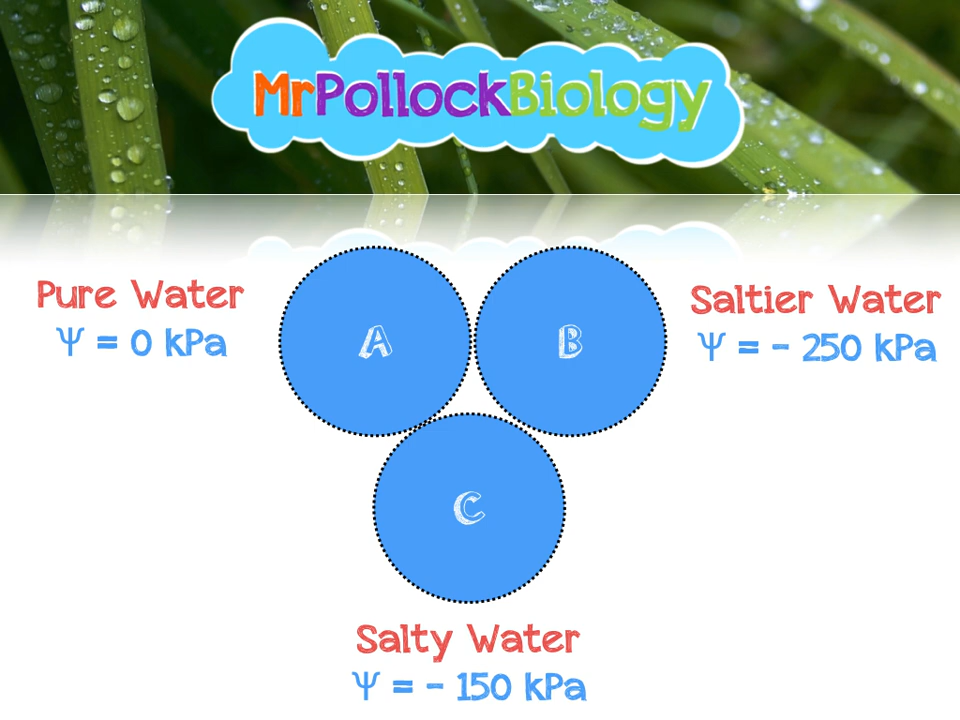 MrPollockBiology
Pure Water
Ψ = 0 kPa
A
B
Saltier Water
Ψ = - 250 kPa
C
Salty Water
Ψ = - 150 kPa